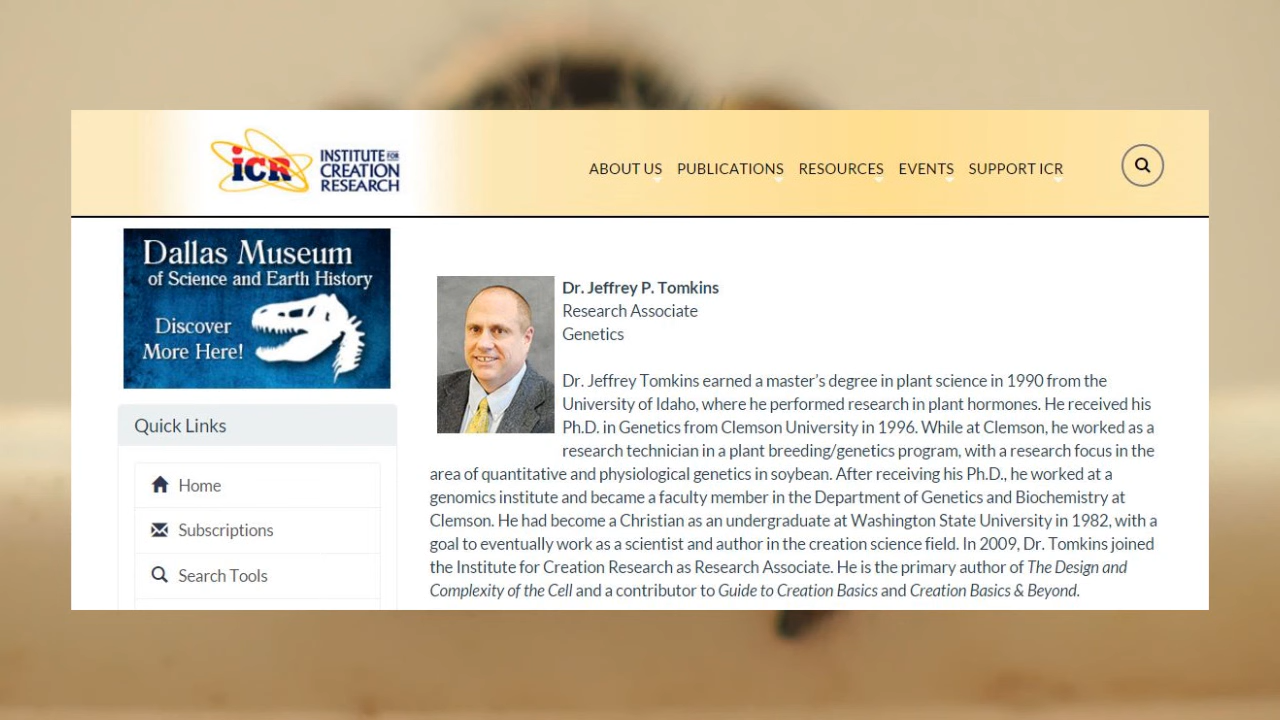 iCR INSTITUTE FOR
CREATION
RESEARCH
ABOUT US PUBLICATIONS RESOURCES EVENTS SUPPORT ICR
Dallas Museum
of Science and Earth History
Discover
More Here!
Quick Links
Home
Subscriptions
Search Tools
Dr. Jeffrey P. Tomkins
Research Associate
Genetics
Dr. Jeffrey Tomkins earned a master's degree in plant science in 1990 from the
University of Idaho, where he performed research in plant hormones. He received his
Ph.D. in Genetics from Clemson University in 1996. While at Clemson, he worked as a
research technician in a plant breeding/genetics program, with a research focus in the
area of quantitative and physiological genetics in soybean. After receiving his Ph.D., he worked at a
genomics institute and became a faculty member in the Department of Genetics and Biochemistry at
Clemson. He had become a Christian as an undergraduate at Washington State University in 1982, with a
goal to eventually work as a scientist and author in the creation science field. In 2009, Dr. Tomkins joined
the Institute for Creation Research as Research Associate. He is the primary author of The Design and
Complexity of the Cell and a contributor to Guide to Creation Basics and Creation Basics & Beyond.